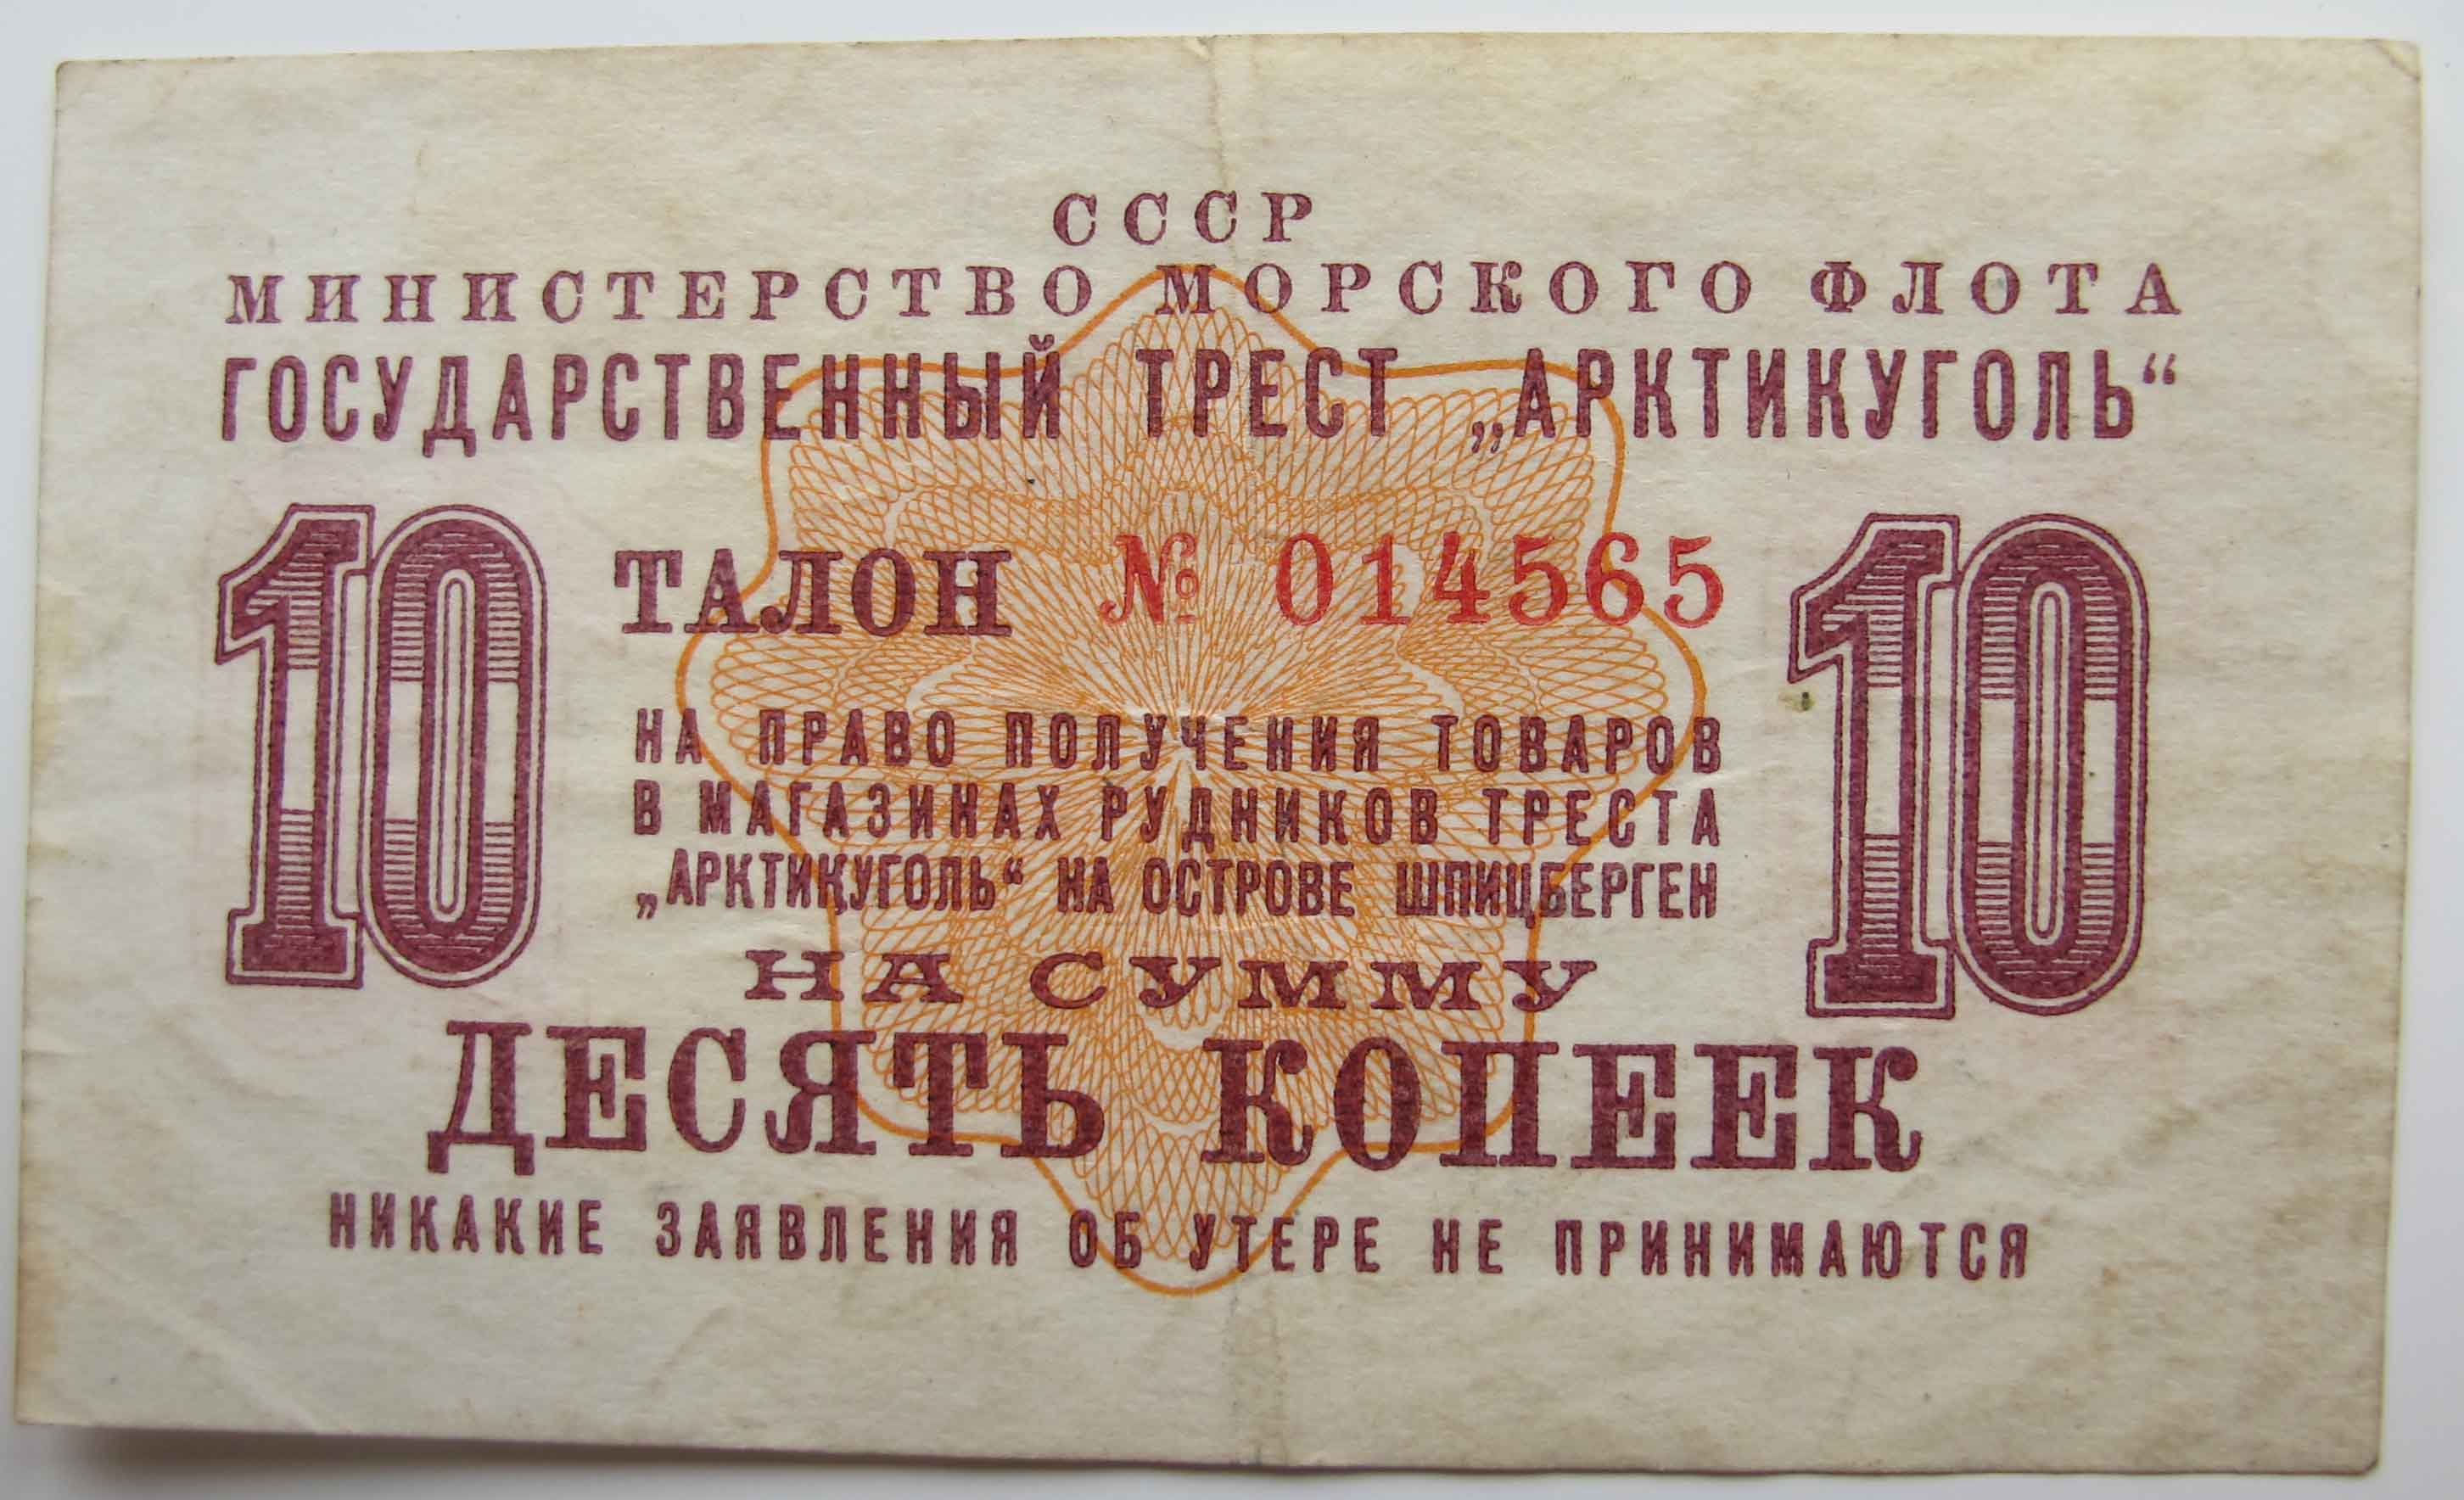 СССР
МИНИСТЕРСТВО МОРСКОГО ФЛОТА
ГОСУДАРСТВЕННЫЙ ТРЕСТ „АРКТИКУГОЛЬ“
10 ТАЛОН № 014565 10
НА ПРАВО ПОЛУЧЕНИЯ ТОВАРОВ
В МАГАЗИНАХ РУДНИКОВ ТРЕСТА
„АРКТИКУГОЛЬ“ НА ОСТРОВЕ ШПИЦБЕРГЕН
НА СУММУ
ДЕСЯТЬ КОПЕЕК
НИКАКИЕ ЗАЯВЛЕНИЯ ОБ УТЕРЕ НЕ ПРИНИМАЮТСЯ